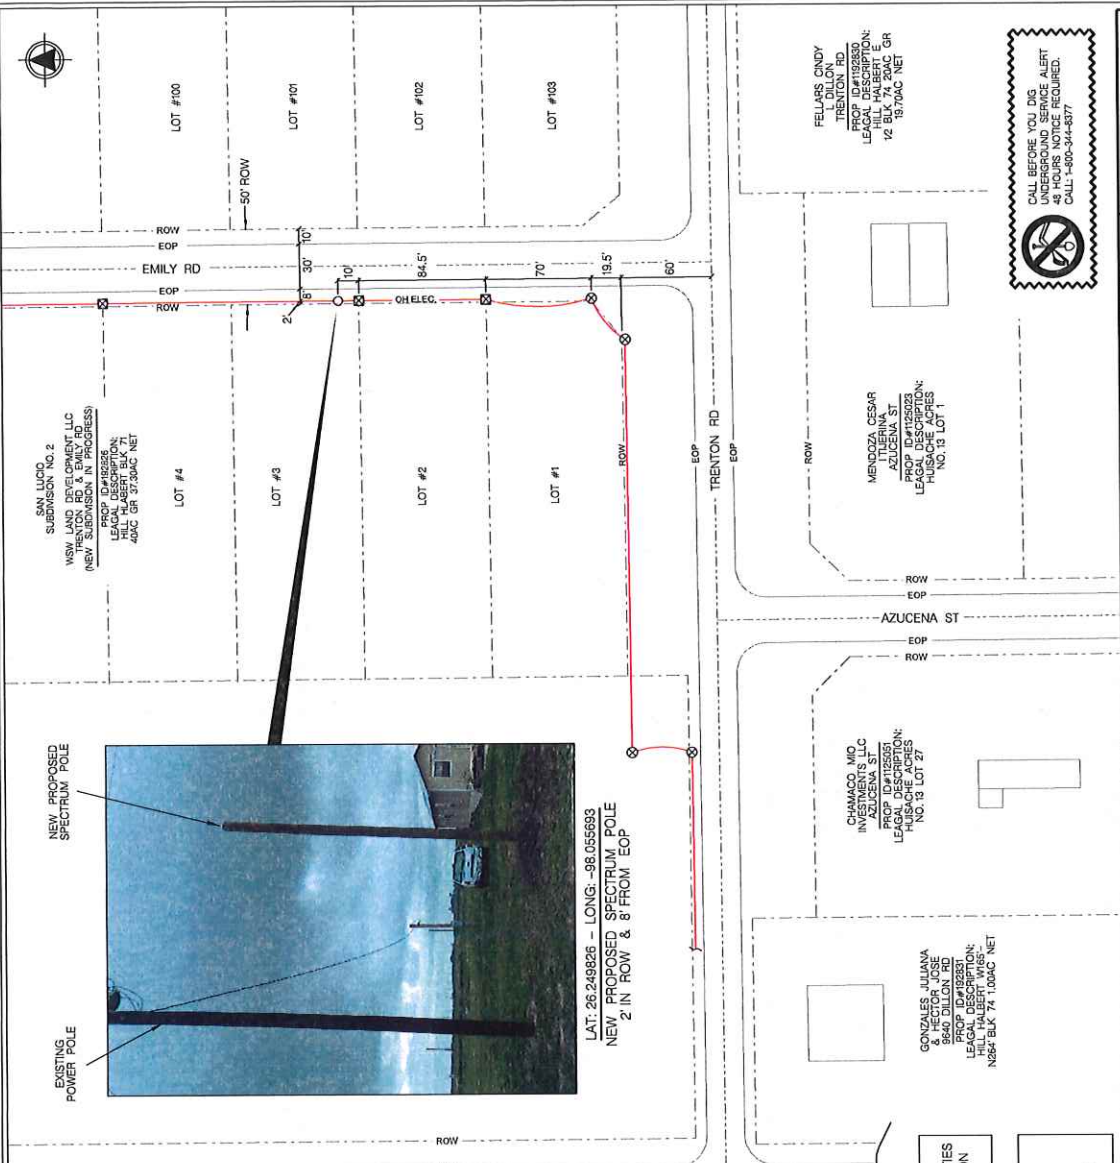 SAN LUCIO
SUBDIVISION NO. 2
WSW LAND DEVELOPMENT LLC
TRENTON RD & EMILY RD
(NEW SUBDIVISION IN PROGRESS)
PROP ID#192826
LEAGAL DESCRIPTION:
HILL HLABERT BLK 71
40AC GR 37.30AC NET
LOT #100
LOT #101
LOT #102
LOT #103
50' ROW
ROW
EOP
EMILY RD
EOP
ROW
10'
30'
8'
2'
10'
84.5'
70'
19.5'
60'
OH ELEC.
LOT #4
LOT #3
LOT #2
LOT #1
ROW
EOP
TRENTON RD
EOP
ROW
FELLARS CINDY
L DILLON
TRENTON RD
PROP ID#1192830
LEAGAL DESCRIPTION:
HILL HALBERT E
1/2 BLK 74 20AC GR
19.70AC NET
CALL BEFORE YOU DIG
UNDERGROUND SERVICE ALERT
48 HOURS NOTICE REQUIRED.
CALL: 1-800-344-8377
MENDOZA CESAR
I TIJERINA
AZUCENA ST
PROP ID#1125023
LEAGAL DESCRIPTION:
HUISACHE ACRES
NO. 13 LOT 1
ROW
EOP
AZUCENA ST
EOP
ROW
CHAMACO MIO
INVESTMENTS LLC
AZUCENA ST
PROP ID#1125051
LEAGAL DESCRIPTION:
HUISACHE ACRES
NO. 13 LOT 27
GONZALES JULIANA
& HECTOR JOSE
9640 DILLON RD
PROP ID#192831
LEAGAL DESCRIPTION:
HILL HALBERT W165'-
N264' BLK 74 1.00AC NET
NEW PROPOSED
SPECTRUM POLE
EXISTING
POWER POLE
LAT: 26.249826 - LONG: -98.055693
NEW PROPOSED SPECTRUM POLE
2' IN ROW & 8' FROM EOP
ROW
TIES
ON